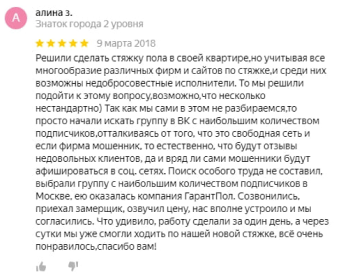 А
алина з.
Знаток города 2 уровня
9 марта 2018
Решили сделать стяжку пола в своей квартире,но учитывая все
многообразие различных фирм и сайтов по стяжке,и среди них
возможны недобросовестные исполнители. То мы решили
подойти к этому вопросу,возможно,что несколько
нестандартно) Так как мы сами в этом не разбираемся,то
просто начали искать группу в ВК с наибольшим количеством
подписчиков,отталкиваясь от того, что это свободная сеть и
если фирма мошенник, то естественно, что будут отзывы
недовольных клиентов, да и вряд ли сами мошенники будут
афишироваться в соц. сетях. Поиск особого труда не составил,
выбрали группу с наибольшим количеством подписчиков в
Москве, ею оказалась компания ГарантПол. Созвонились,
приехал замерщик, озвучил цену, нас вполне устроило и мы
согласились. Что удивило, работу сделали за один день, а через
сутки мы уже смогли ходить по нашей новой стяжке, всё очень
понравилось,спасибо вам!